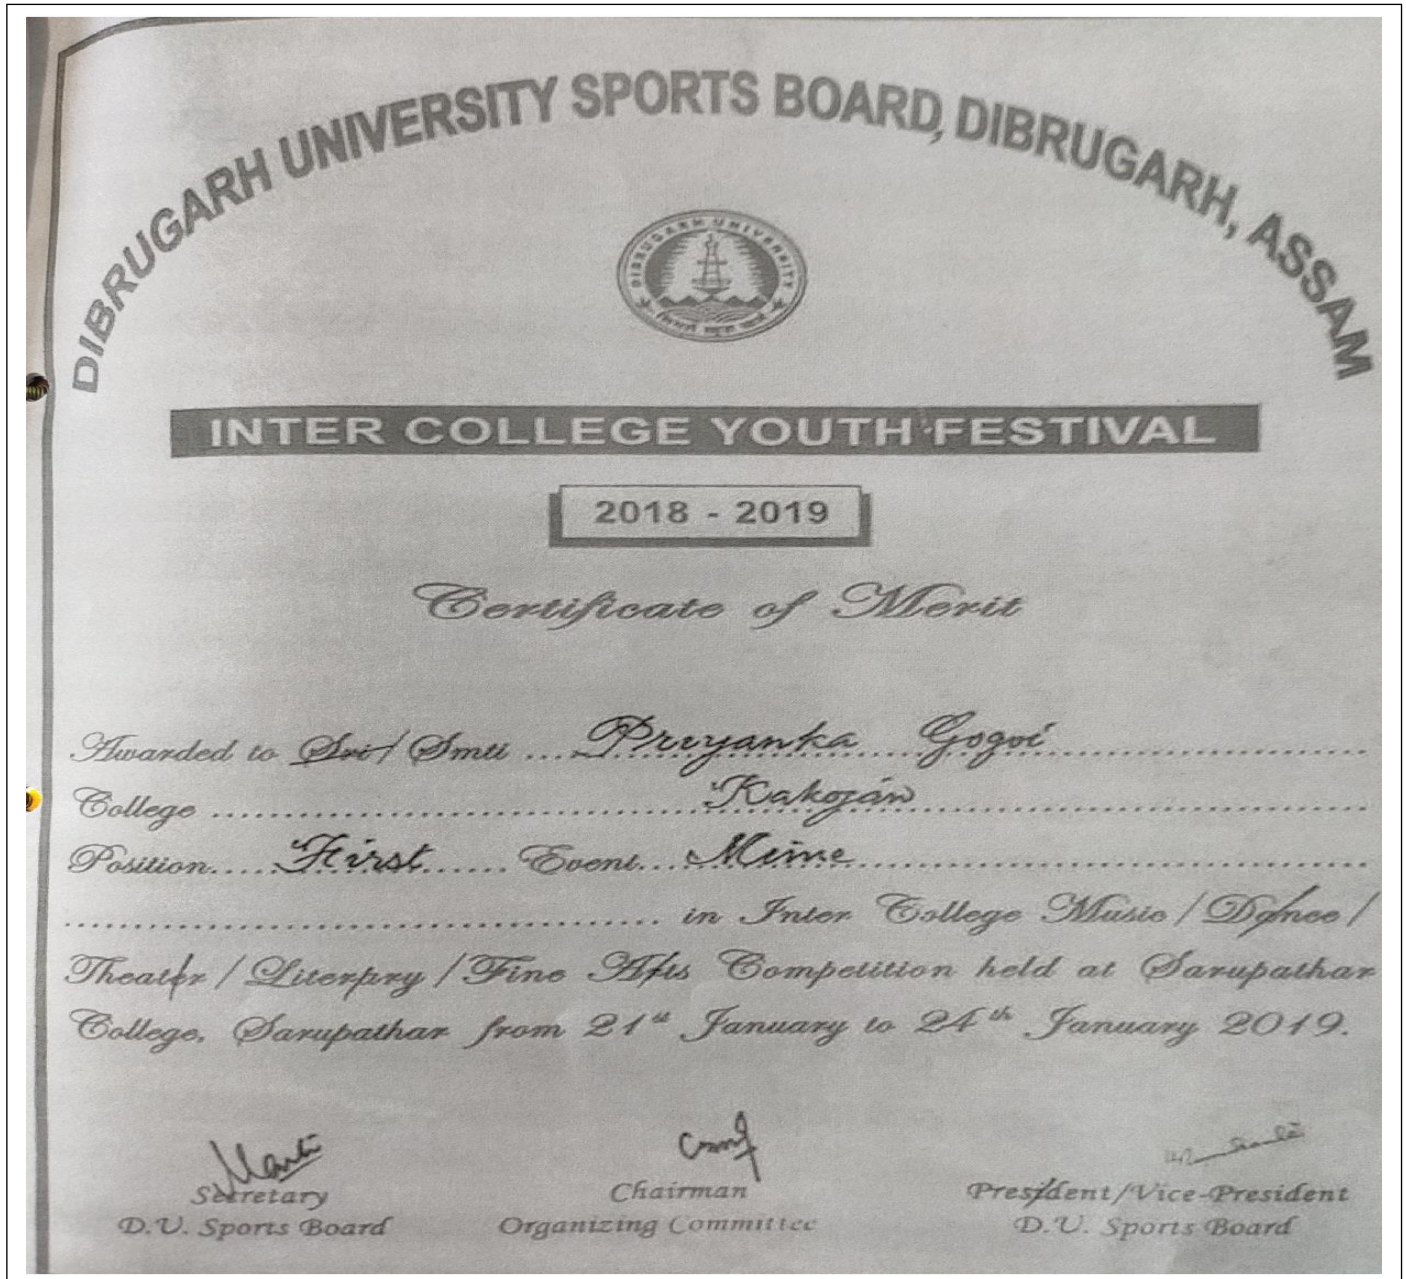 DIBRUGARH UNIVERSITY SPORTS BOARD, DIBRUGARH, ASSAM
DIBRUGARH UNIVERSITY
INTER COLLEGE YOUTH FESTIVAL
2018 - 2019
Certificate of Merit
Awarded to Sri/ Smti ... Priyanka Gogoi
College ... Kakojan
Position ... First ... Event ... Mime
... in Inter College Music / Dance /
Theater / Literary / Fine Arts Competition held at Sarupathar
College, Sarupathar from 21st January to 24th January 2019.
Secretary Chairman President/Vice-President
D.U. Sports Board Organizing Committee D.U. Sports Board